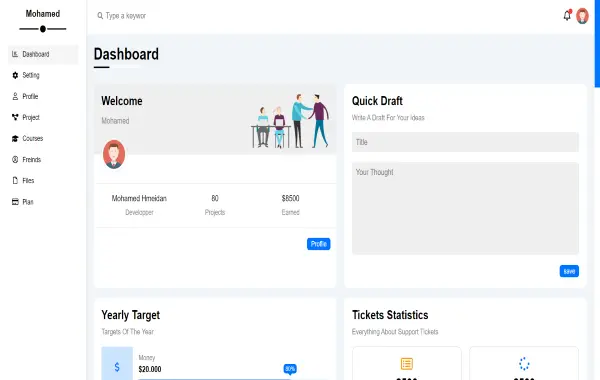 Mohamed
Type a keywor
Dashboard
Setting
Profile
Project
Courses
Freinds
Files
Plan
Dashboard
Welcome
Mohamed
Mohamed Hmeidan
80
$8500
Developper
Projects
Earned
Profile
Quick Draft
Write A Draft For Your Ideas
Title
Your Thought
save
Yearly Target
Targets Of The Year
Money
$20.000
80%
$
Tickets Statistics
Everything About Support Tickets